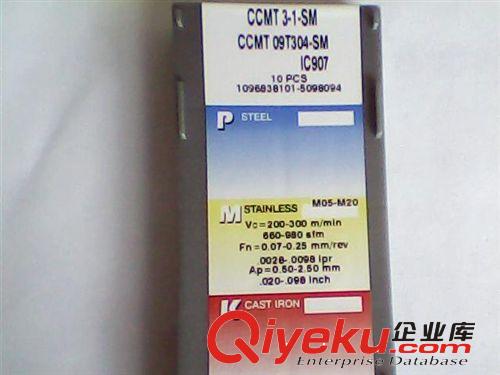 CCMT 3-1-SM
CCMT 09T304-SM
IC907
10 PCS
1096838101-5098094
P STEEL
M STAINLESS M05-M20
Vc=200-300 m/min
660-980 sfm
Fn=0.07-0.25 mm/rev
.0028-.0098 ipr
Ap=0.50-2.50 mm
.020-.098 inch
K CAST IRON
Qiyeku.com 企业库
Enterprise Database